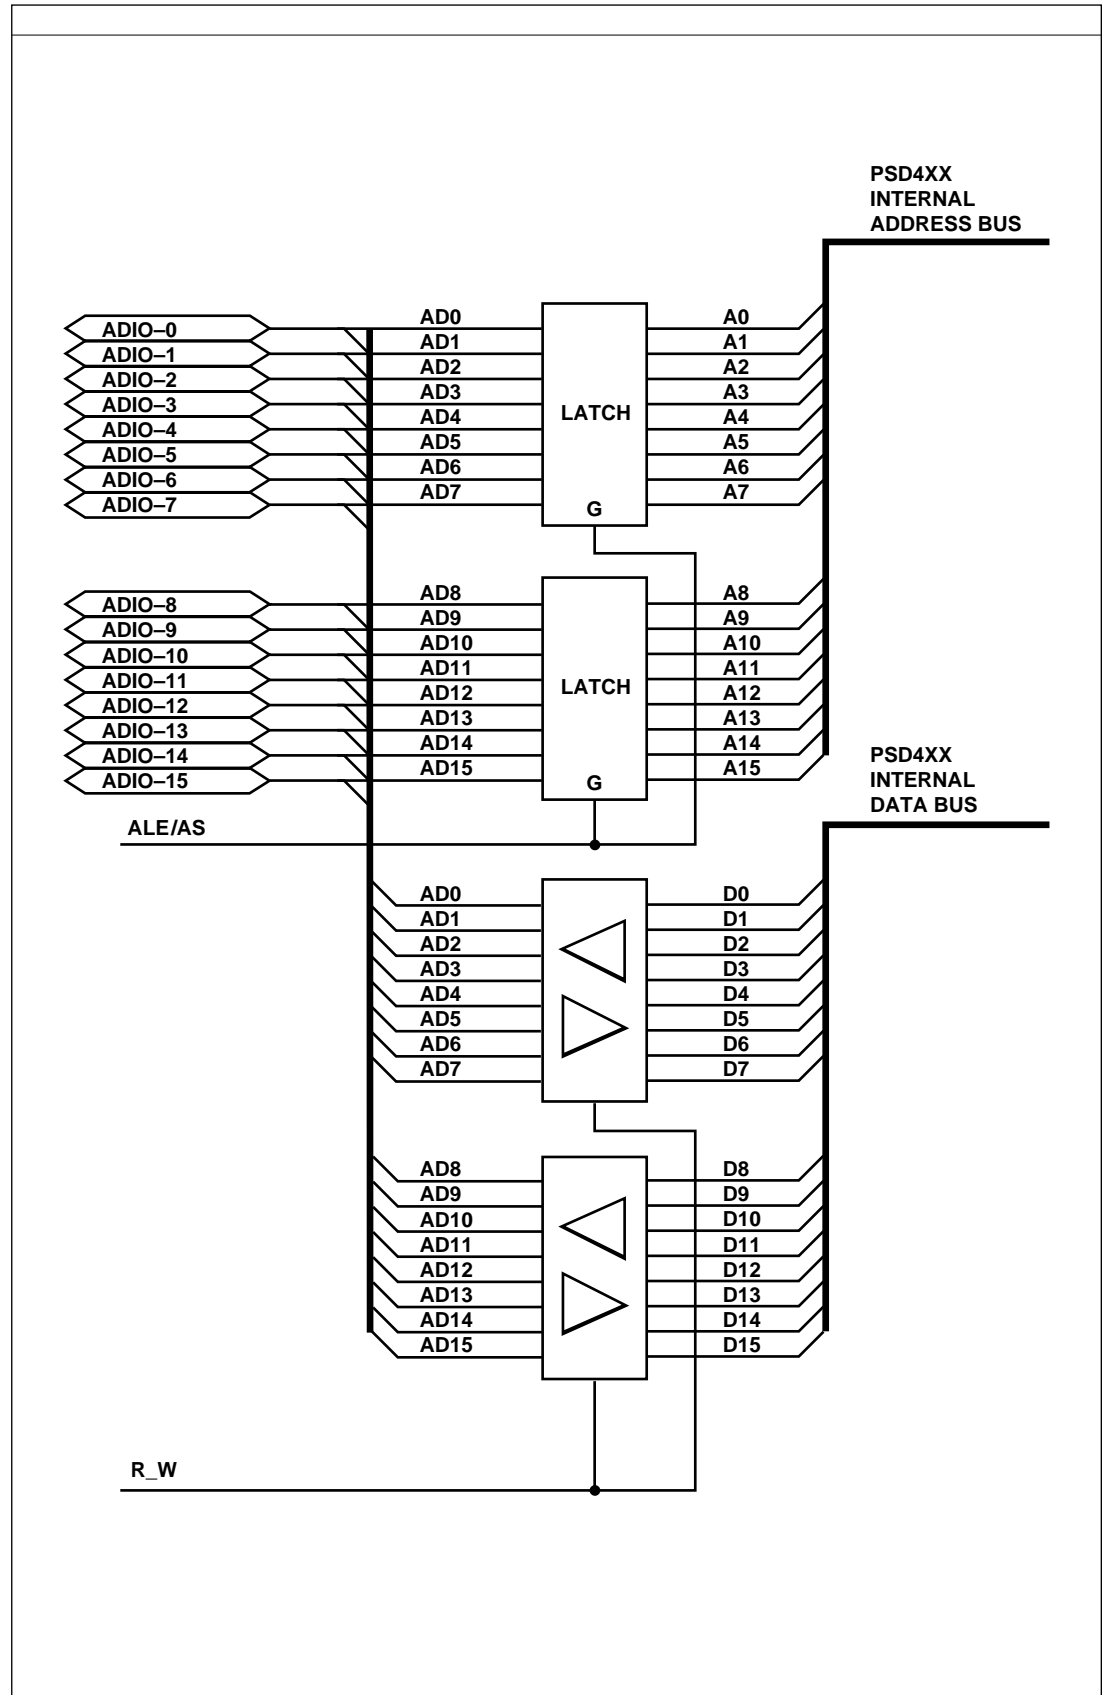 PSD4XX
INTERNAL
ADDRESS BUS
ADIO–0
ADIO–1
ADIO–2
ADIO–3
ADIO–4
ADIO–5
ADIO–6
ADIO–7
AD0
AD1
AD2
AD3
AD4
AD5
AD6
AD7
LATCH
G
A0
A1
A2
A3
A4
A5
A6
A7
ADIO–8
ADIO–9
ADIO–10
ADIO–11
ADIO–12
ADIO–13
ADIO–14
ADIO–15
AD8
AD9
AD10
AD11
AD12
AD13
AD14
AD15
LATCH
G
A8
A9
A10
A11
A12
A13
A14
A15
PSD4XX
INTERNAL
DATA BUS
ALE/AS
AD0
AD1
AD2
AD3
AD4
AD5
AD6
AD7
D0
D1
D2
D3
D4
D5
D6
D7
AD8
AD9
AD10
AD11
AD12
AD13
AD14
AD15
D8
D9
D10
D11
D12
D13
D14
D15
R_W